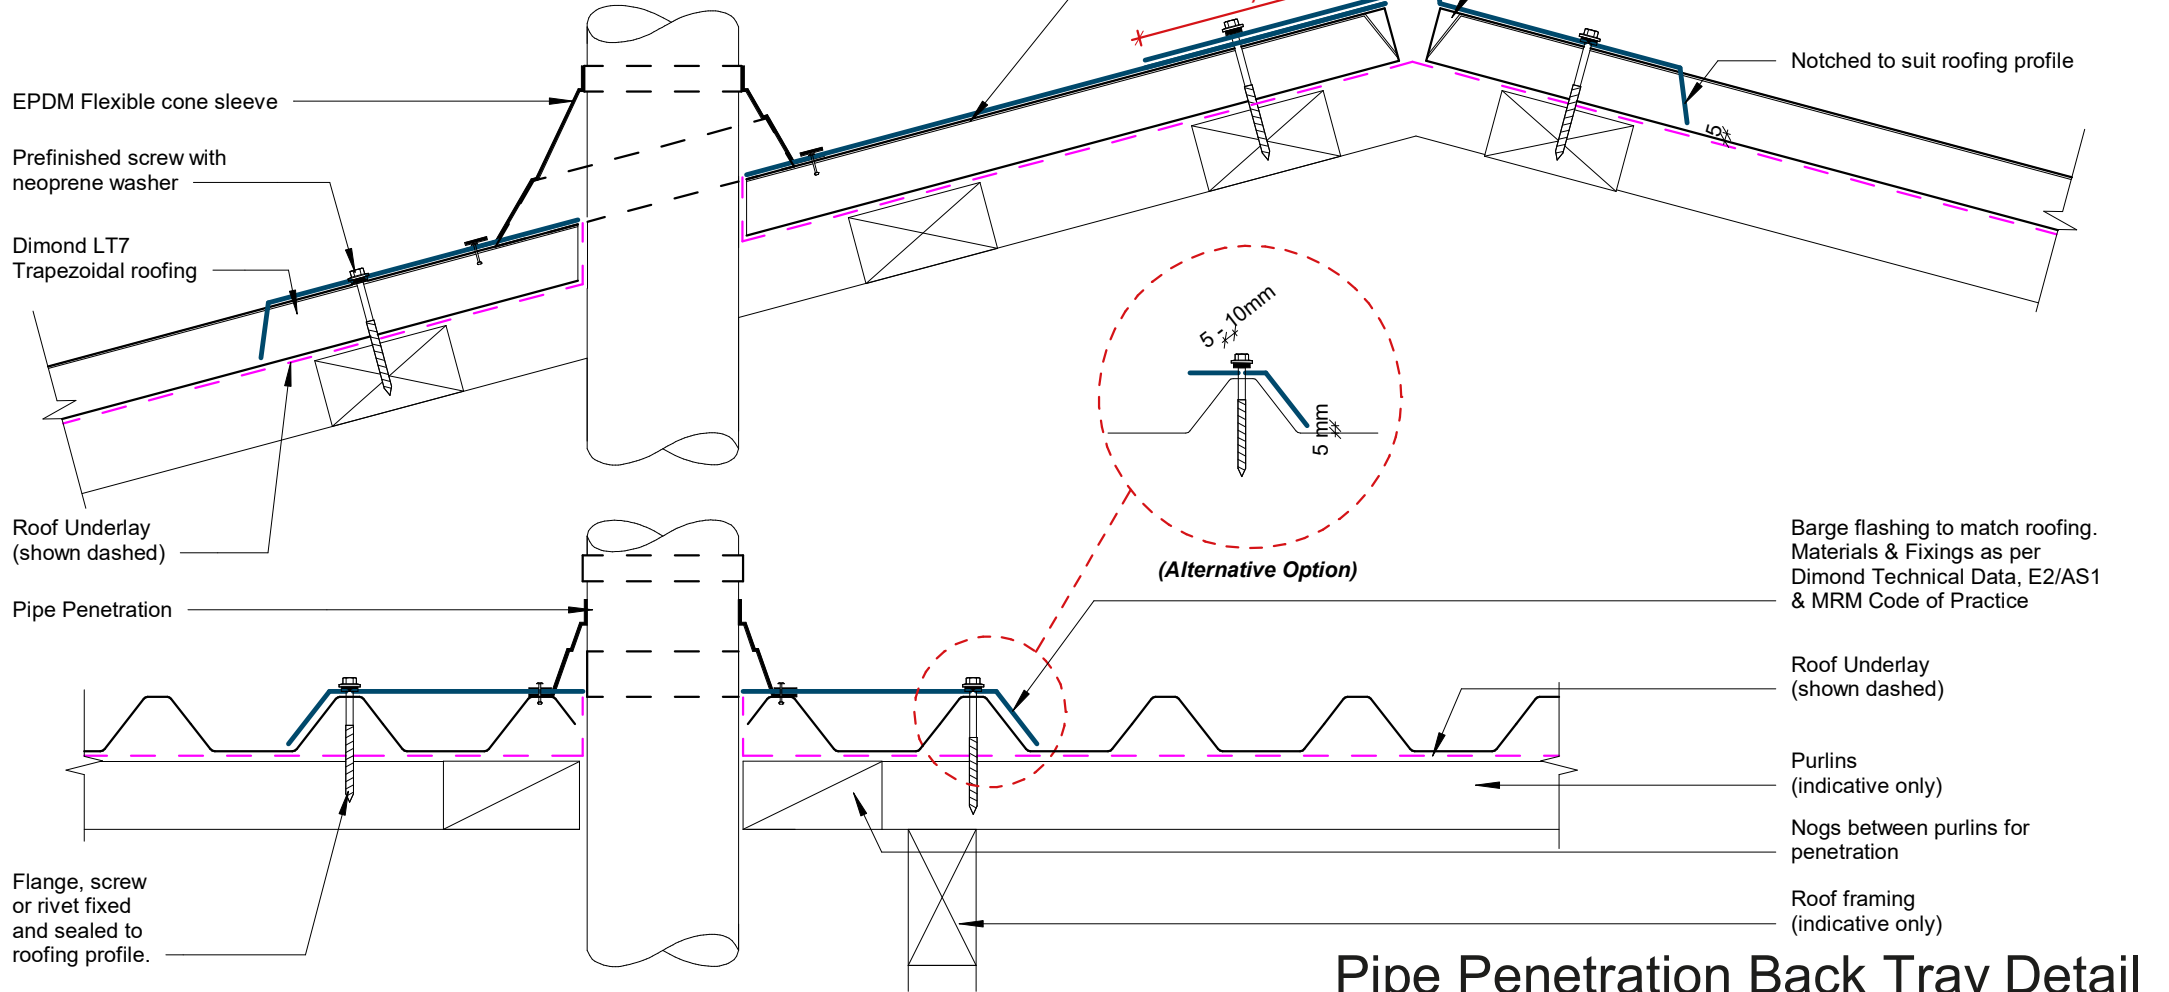 EPDM Flexible cone sleeve
Prefinished screw with
neoprene washer
Dimond LT7
Trapezoidal roofing
Roof Underlay
(shown dashed)
Pipe Penetration
Flange, screw
or rivet fixed
and sealed to
roofing profile.
5 - 10mm
5 mm
(Alternative Option)
5
Notched to suit roofing profile
Barge flashing to match roofing.
Materials & Fixings as per
Dimond Technical Data, E2/AS1
& MRM Code of Practice
Roof Underlay
(shown dashed)
Purlins
(indicative only)
Nogs between purlins for
penetration
Roof framing
(indicative only)
Pipe Penetration Back Tray Detail